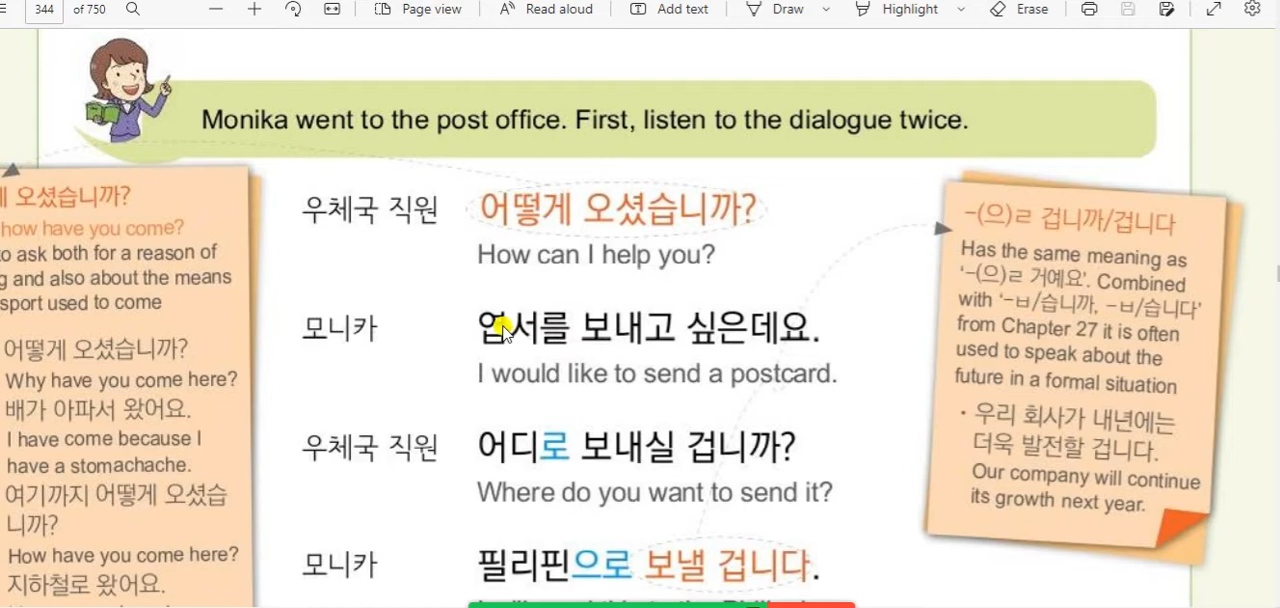 344 of 750 Page view Read aloud Add text Draw Highlight Erase
Monika went to the post office. First, listen to the dialogue twice.
오셨습니까?
how have you come?
to ask both for a reason of
and also about the means
sport used to come
어떻게 오셨습니까?
Why have you come here?
배가 아파서 왔어요.
I have come because I
have a stomachache.
여기까지 어떻게 오셨습
니까?
How have you come here?
지하철로 왔어요.
우체국 직원 어떻게 오셨습니까?
How can I help you?
모니카 엽서를 보내고 싶은데요.
I would like to send a postcard.
우체국 직원 어디로 보내실 겁니까?
Where do you want to send it?
모니카 필리핀으로 보낼 겁니다.
-(으)ㄹ 겁니까/겁니다
Has the same meaning as
'-(으)ㄹ 거예요'. Combined
with '-ㅂ/습니까, -ㅂ/습니다'
from Chapter 27 it is often
used to speak about the
future in a formal situation
· 우리 회사가 내년에는
더욱 발전할 겁니다.
Our company will continue
its growth next year.